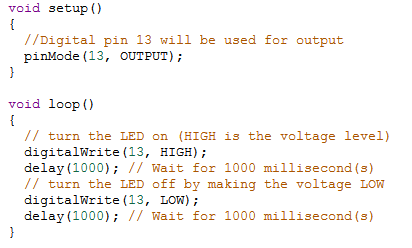 void setup()
{
  //Digital pin 13 will be used for output
  pinMode(13, OUTPUT);
}

void loop()
{
  // turn the LED on (HIGH is the voltage level)
  digitalWrite(13, HIGH);
  delay(1000); // Wait for 1000 millisecond(s)
  // turn the LED off by making the voltage LOW
  digitalWrite(13, LOW);
  delay(1000); // Wait for 1000 millisecond(s)
}